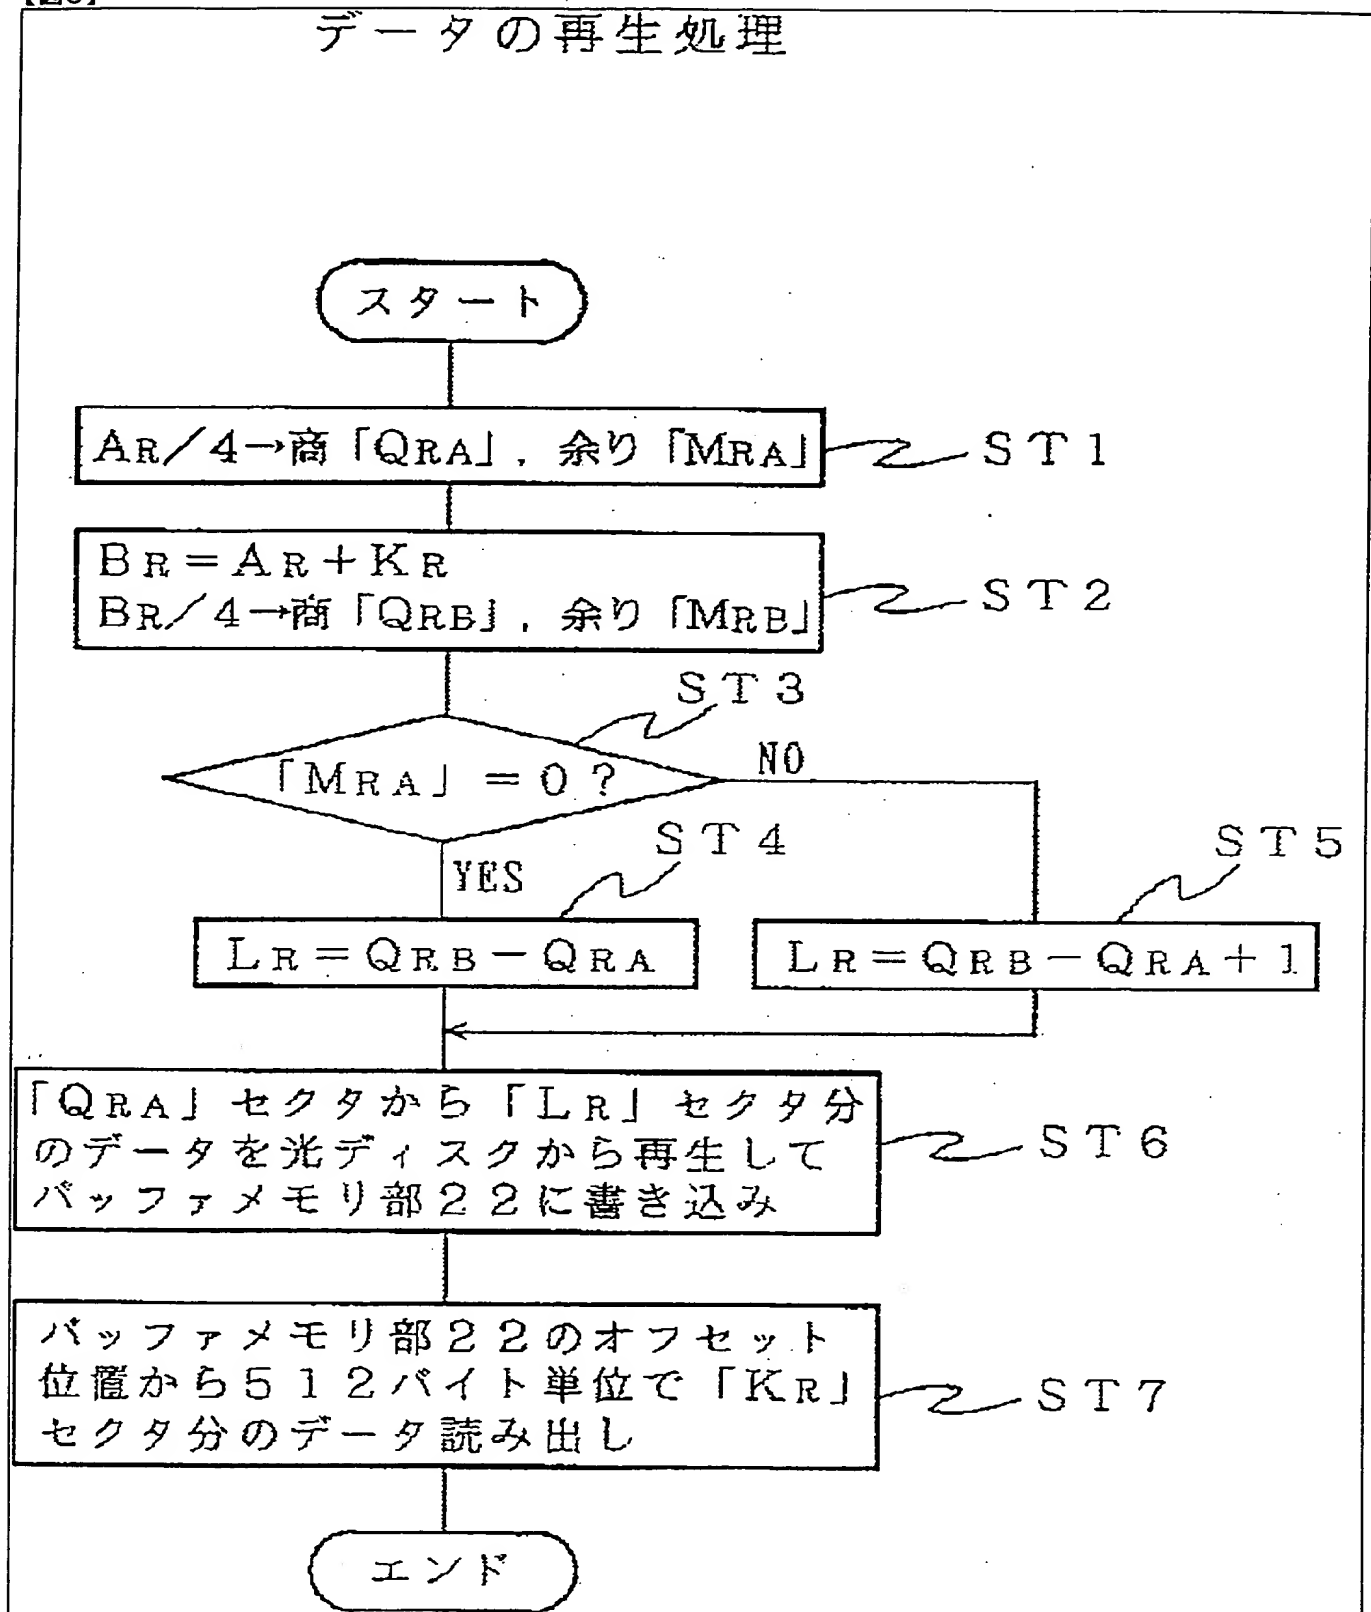 データの再生処理
スタート
AR/4→商「QRA」,余り「MRA」
ST1
BR=AR+KR
BR/4→商「QRB」,余り「MRB」
ST2
ST3
「MRA」=0?
NO
ST4
YES
ST5
LR=QRB-QRA
LR=QRB-QRA+1
「QRA」セクタから「LR」セクタ分
のデータを光ディスクから再生して
バッファメモリ部22に書き込み
ST6
バッファメモリ部22のオフセット
位置から512バイト単位で「KR」
セクタ分のデータ読み出し
ST7
エンド